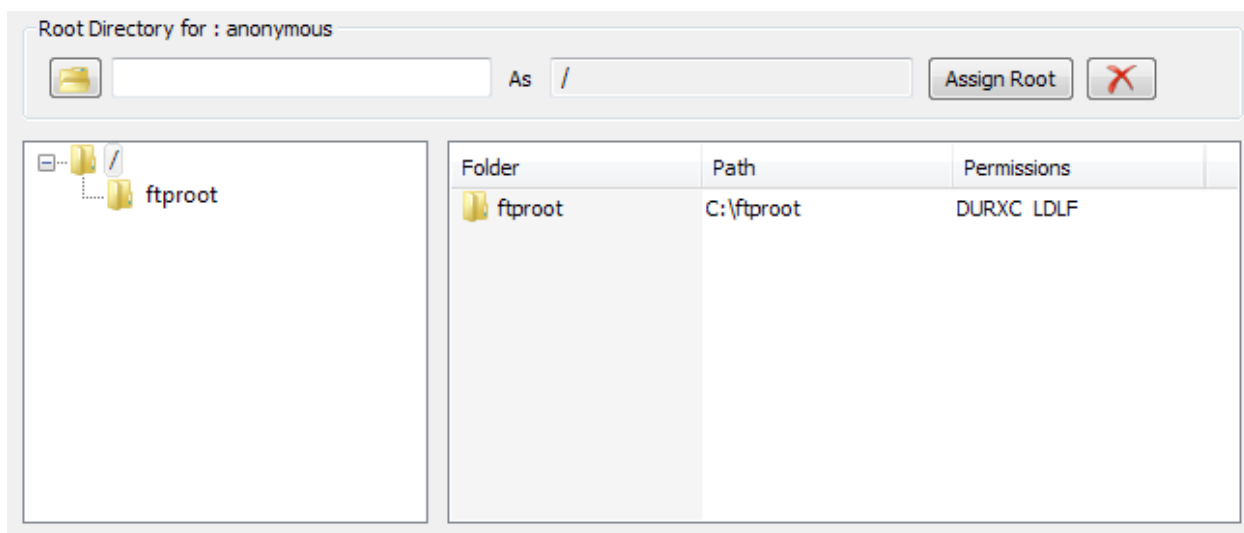 Root Directory for : anonymous
As / Assign Root
/
ftproot
Folder Path Permissions
ftproot C:\ftproot DURXC LDLF